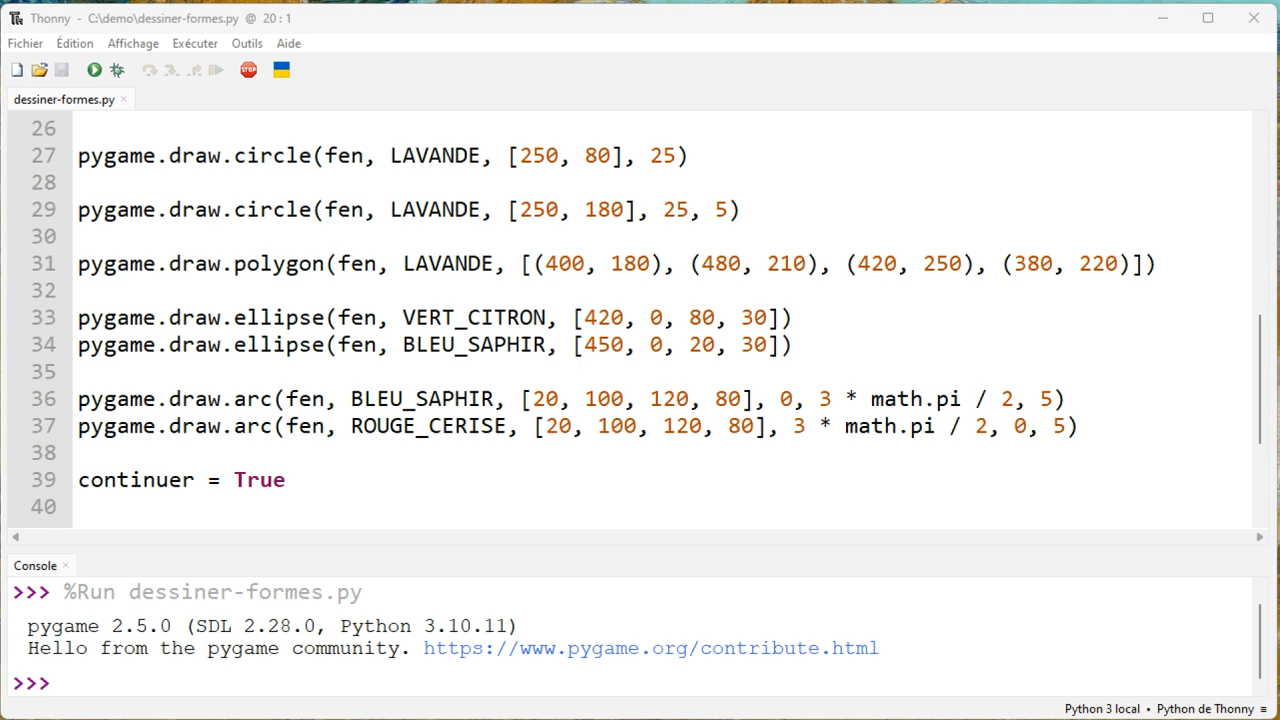 Thonny - C:\demo\dessiner-formes.py @ 20 : 1
Fichier Édition Affichage Exécuter Outils Aide
STOP
dessiner-formes.py ×
26
27 pygame.draw.circle(fen, LAVANDE, [250, 80], 25)
28
29 pygame.draw.circle(fen, LAVANDE, [250, 180], 25, 5)
30
31 pygame.draw.polygon(fen, LAVANDE, [(400, 180), (480, 210), (420, 250), (380, 220)])
32
33 pygame.draw.ellipse(fen, VERT_CITRON, [420, 0, 80, 30])
34 pygame.draw.ellipse(fen, BLEU_SAPHIR, [450, 0, 20, 30])
35
36 pygame.draw.arc(fen, BLEU_SAPHIR, [20, 100, 120, 80], 0, 3 * math.pi / 2, 5)
37 pygame.draw.arc(fen, ROUGE_CERISE, [20, 100, 120, 80], 3 * math.pi / 2, 0, 5)
38
39 continuer = True
40
Console ×
>>> %Run dessiner-formes.py
pygame 2.5.0 (SDL 2.28.0, Python 3.10.11)
Hello from the pygame community. https://www.pygame.org/contribute.html
>>>
Python 3 local • Python de Thonny ≡